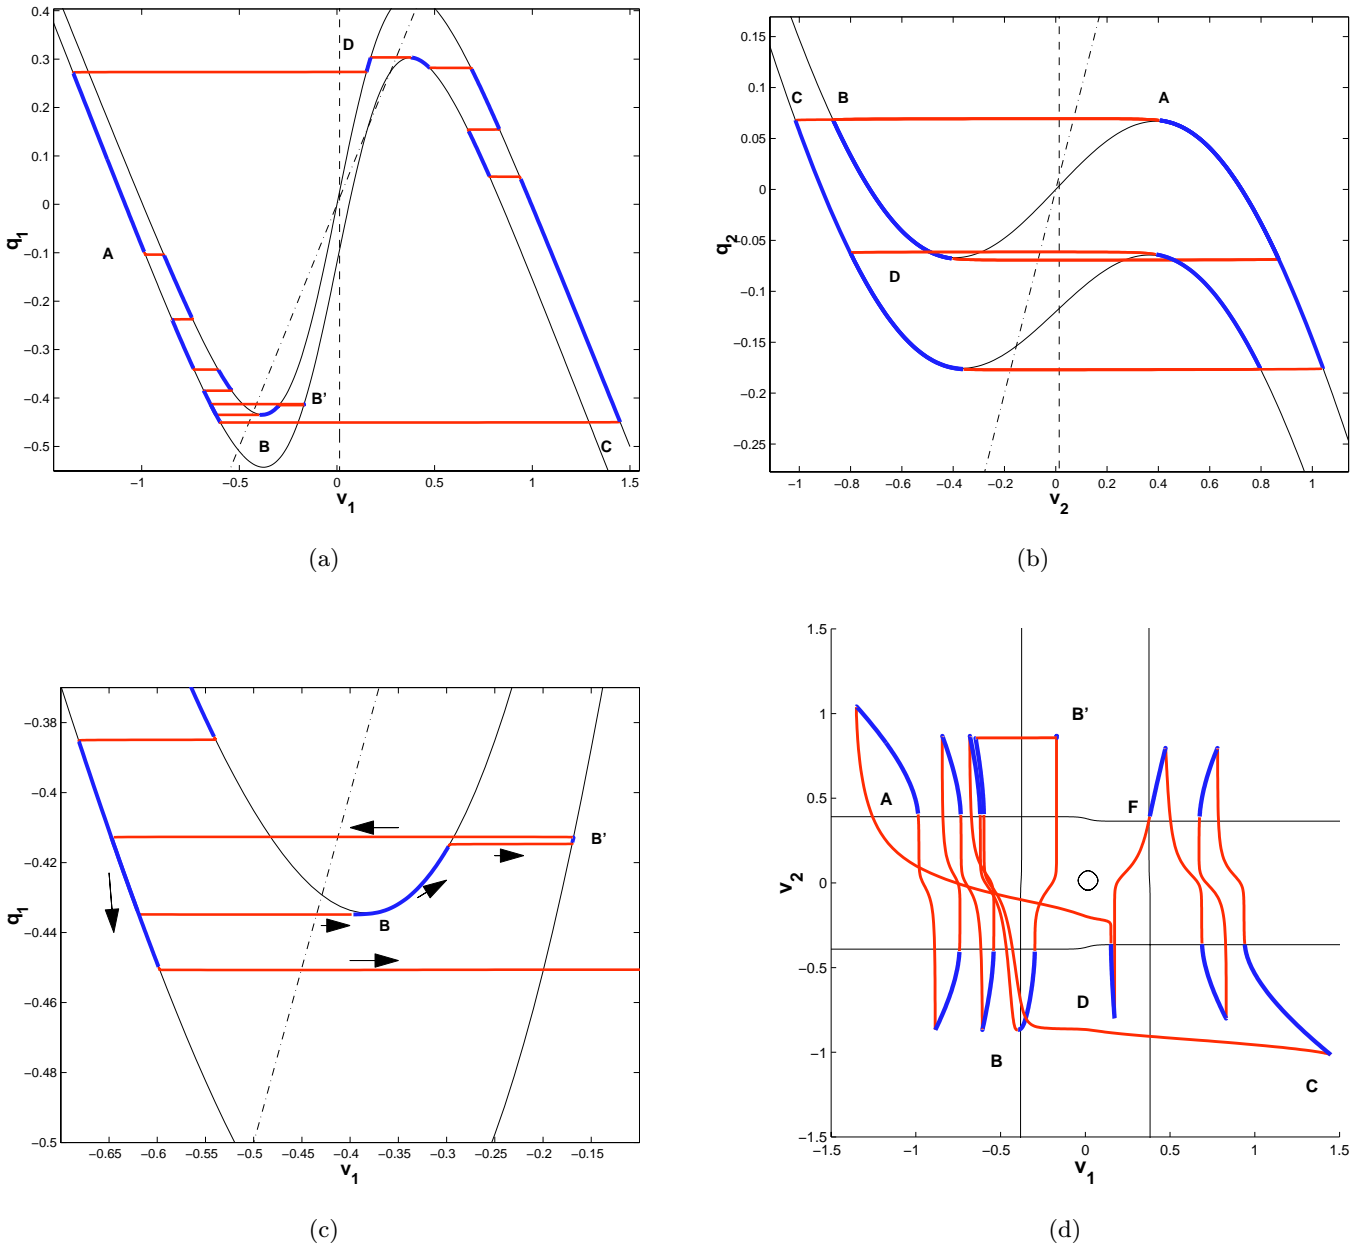 0.4
0.3
0.2
0.1
0
−0.1
−0.2
−0.3
−0.4
−0.5
q1
D
A
B'
B
C
−1 −0.5 0 0.5 1 1.5
v1
(a)
0.15
0.1
0.05
0
−0.05
−0.1
−0.15
−0.2
−0.25
q2
C B A
D
−1 −0.8 −0.6 −0.4 −0.2 0 0.2 0.4 0.6 0.8 1
v2
(b)
−0.38
−0.4
−0.42
−0.44
−0.46
−0.48
−0.5
q1
B'
B
−0.65 −0.6 −0.55 −0.5 −0.45 −0.4 −0.35 −0.3 −0.25 −0.2 −0.15
v1
(c)
1.5
1
0.5
0
−0.5
−1
−1.5
v2
B'
A
F
D
B
C
−1.5 −1 −0.5 0 0.5 1 1.5
v1
(d)